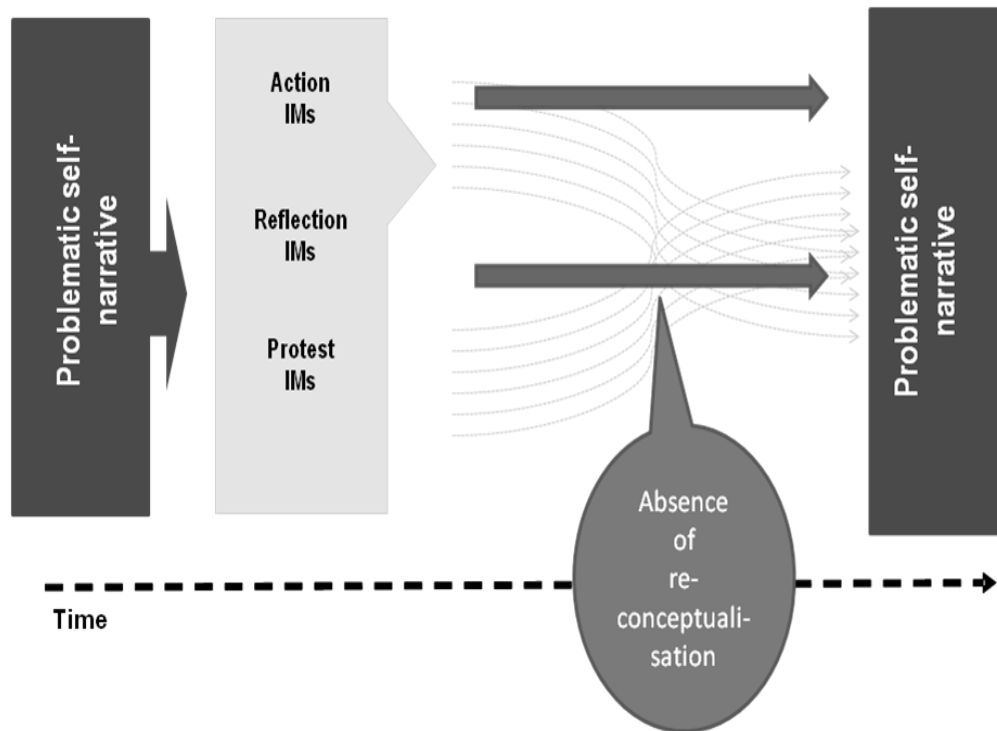 Problematic self-
narrative
Action
IMs
Reflection
IMs
Protest
IMs
Problematic self-
narrative
Absence
of
re-
conceptuali-
sation
Time